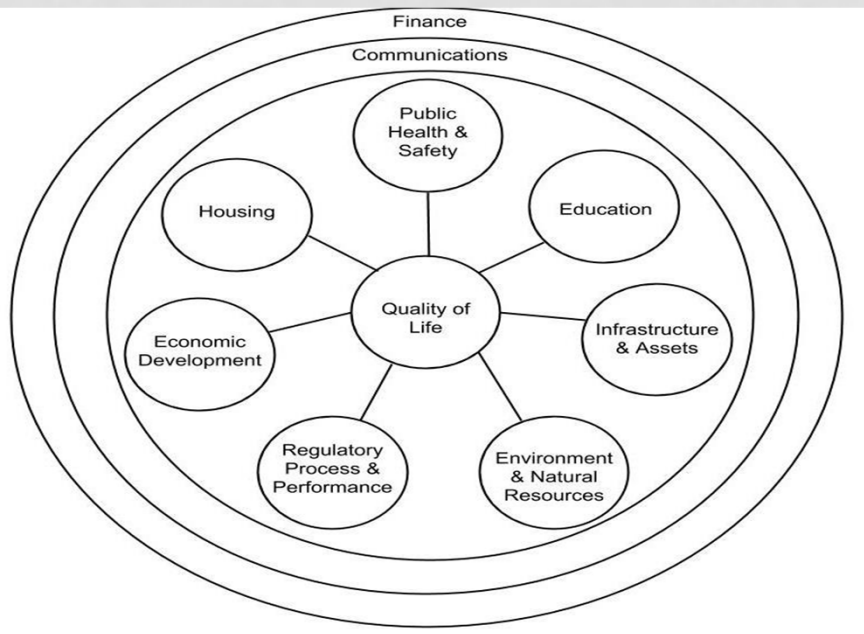 Finance
Communications
Public
Health &
Safety
Housing
Education
Quality of
Life
Infrastructure
& Assets
Economic
Development
Regulatory
Process &
Performance
Environment
& Natural
Resources